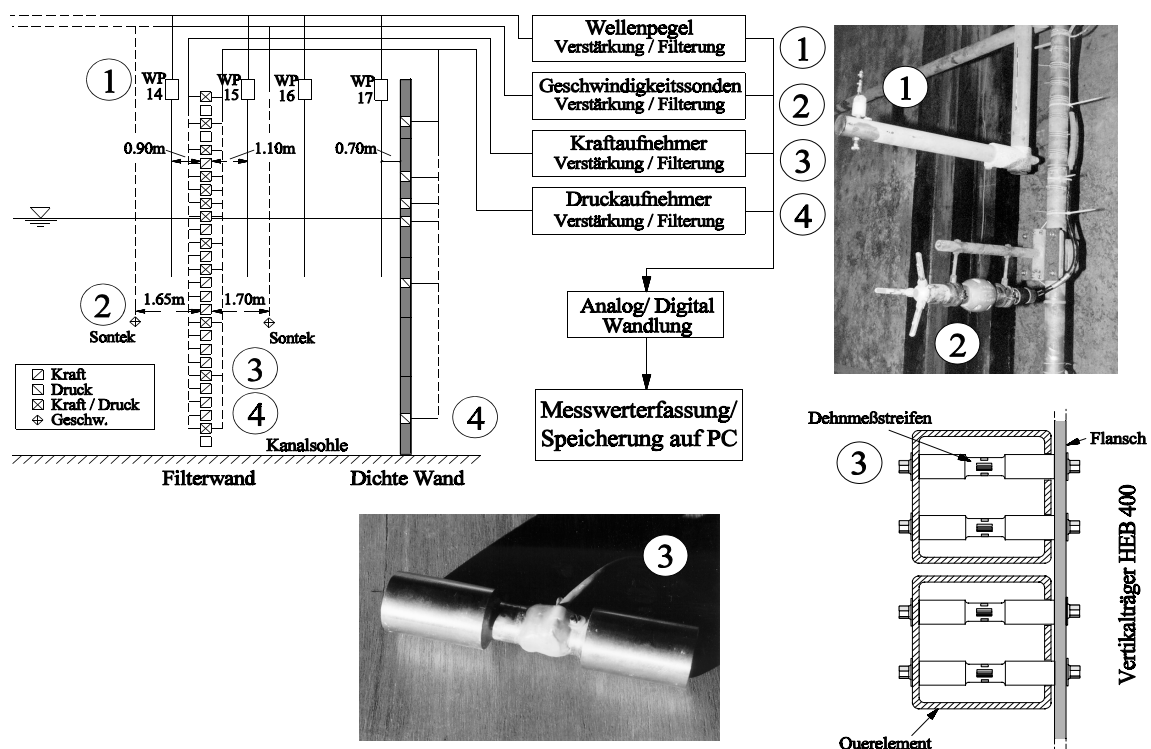 Wellenpegel
Verstärkung / Filterung
1
Geschwindigkeitssonden
Verstärkung / Filterung
2
Kraftaufnehmer
Verstärkung / Filterung
3
Druckaufnehmer
Verstärkung / Filterung
4
Analog/ Digital
Wandlung
Messwerterfassung/
Speicherung auf PC
1
WP
14
WP
15
WP
16
WP
17
0.90m
1.10m
0.70m
2
1.65m
1.70m
Sontek
Sontek
3
4
4
Kraft
Druck
Kraft / Druck
Geschw.
Kanalsohle
Filterwand
Dichte Wand
1
2
3
3
Dehnmeßstreifen
Flansch
Vertikalträger HEB 400
Querelement